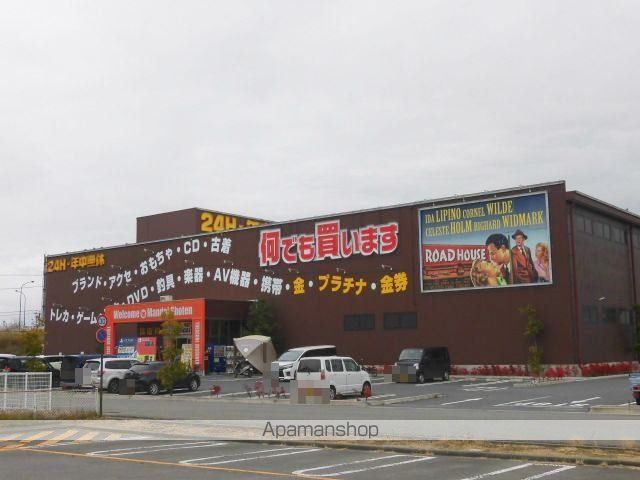 24H・年中無休
24H・年
ブランド・アクセ・おもちゃ・CD・古着
何でも買います
トレカ・ゲーム
・DVD・釣具・楽器・AV機器・携帯・金・プラチナ・金券
IDA LUPINO CORNEL WILDE
CELESTE HOLM RICHARD WIDMARK
ROAD HOUSE
Welcome Mandai Shoten
Apamanshop